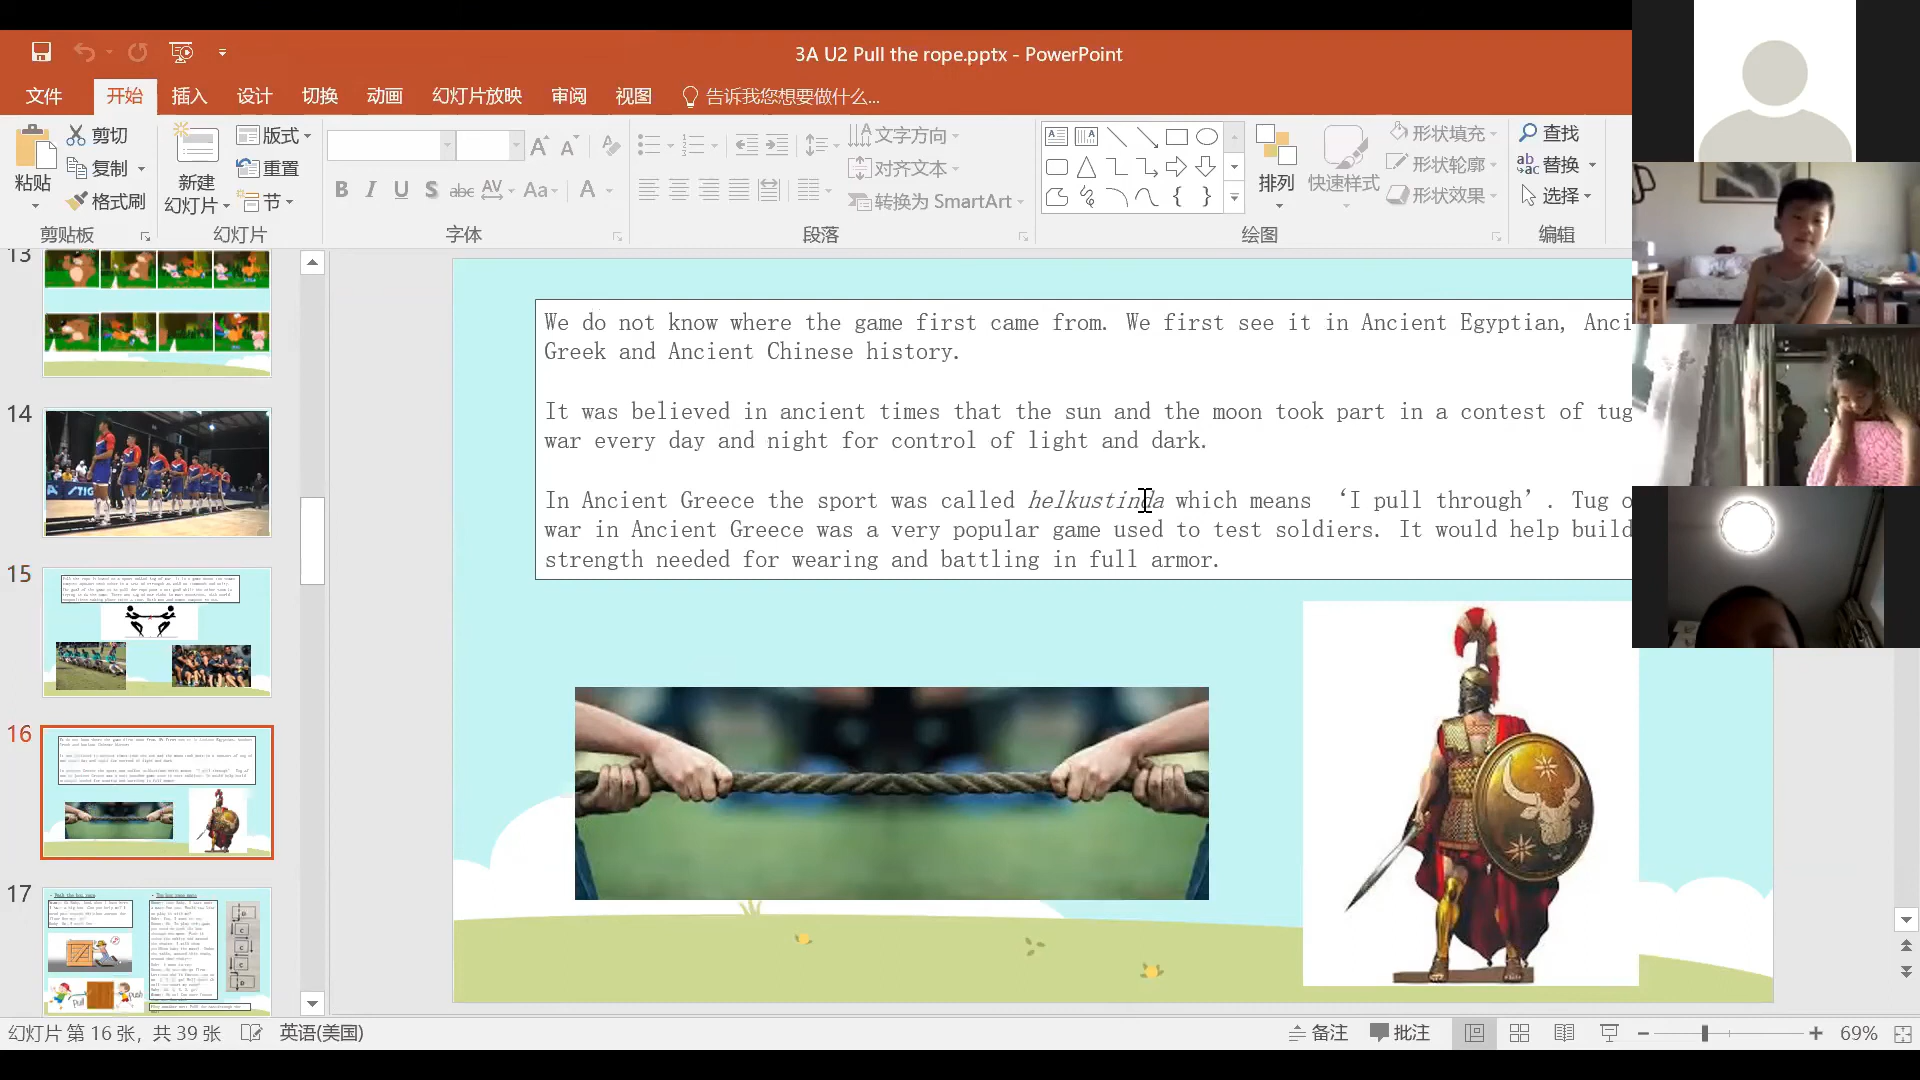 3A U2 Pull the rope.pptx - PowerPoint
文件 开始 插入 设计 切换 动画 幻灯片放映 审阅 视图 告诉我您想要做什么...
粘贴
剪切
复制
格式刷
剪贴板
新建
幻灯片
版式
重置
节
幻灯片
B I U S abc AV Aa A
字体
文字方向
对齐文本
转换为 SmartArt
段落
排列
快速样式
形状填充
形状轮廓
形状效果
绘图
查找
替换
选择
编辑
13
14
15
16
17
We do not know where the game first came from. We first see it in Ancient Egyptian, Anci
Greek and Ancient Chinese history.
It was believed in ancient times that the sun and the moon took part in a contest of tug
war every day and night for control of light and dark.
In Ancient Greece the sport was called helkustinda which means ‘I pull through’. Tug o
war in Ancient Greece was a very popular game used to test soldiers. It would help build
strength needed for wearing and battling in full armor.
幻灯片 第 16 张，共 39 张 英语(美国) 备注 批注 69%